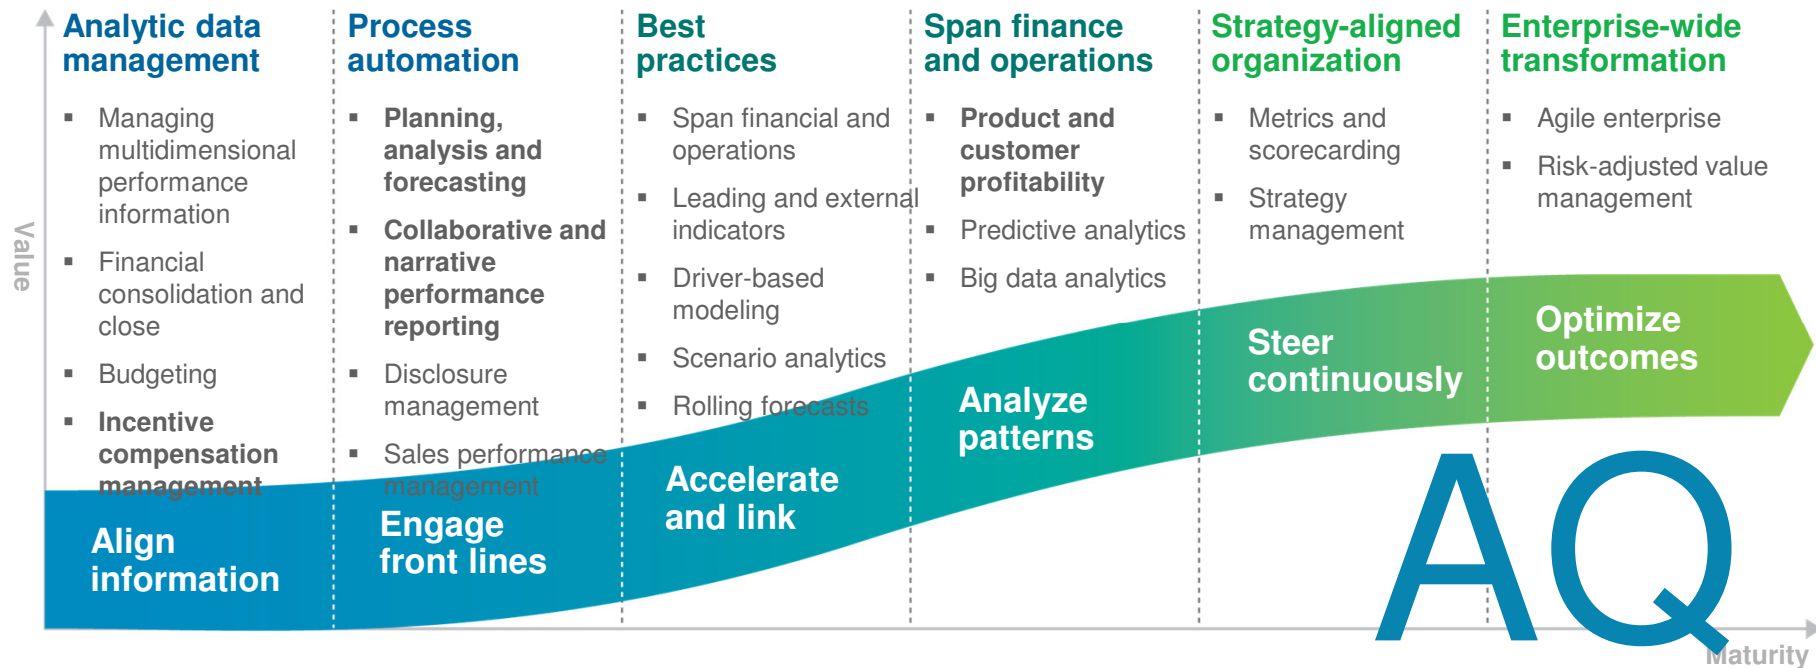 Analytic data
management
▪ Managing
multidimensional
performance
information
▪ Financial
consolidation and
close
▪ Budgeting
▪ Incentive
compensation
management
Align
information
Process
automation
▪ Planning,
analysis and
forecasting
▪ Collaborative and
narrative
performance
reporting
▪ Disclosure
management
▪ Sales performance
management
Engage
front lines
Best
practices
▪ Span financial and
operations
▪ Leading and external
indicators
▪ Driver-based
modeling
▪ Scenario analytics
▪ Rolling forecasts
Accelerate
and link
Span finance
and operations
▪ Product and
customer
profitability
▪ Predictive analytics
▪ Big data analytics
Analyze
patterns
Strategy-aligned
organization
▪ Metrics and
scorecarding
▪ Strategy
management
Steer
continuously
Enterprise-wide
transformation
▪ Agile enterprise
▪ Risk-adjusted value
management
Optimize
outcomes
Value
AQ
Maturity